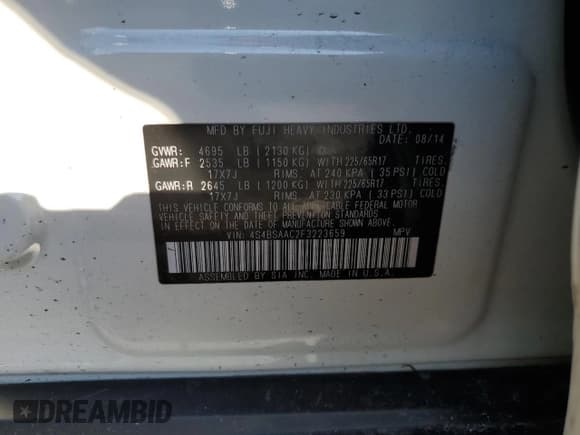 MFD BY FUJI HEAVY INDUSTRIES LTD.
DATE: 08/14
GVWR: 4695 LB (2130 KG)
GAWR:F 2535 LB (1150 KG) WITH 225/65R17 TIRES.
17X7J RIMS. AT 240 KPA (35 PSI) COLD
GAWR:R 2645 LB (1200 KG) WITH 225/65R17 TIRES.
17X7J RIMS. AT 230 KPA (33 PSI) COLD
THIS VEHICLE CONFORMS TO ALL APPLICABLE FEDERAL MOTOR
VEHICLE SAFETY AND THEFT PREVENTION STANDARDS
IN EFFECT ON THE DATE OF MANUFACTURE SHOWN ABOVE.
VIN: 4S4BSAAC2F3223659 MPV
ASSEMBLED BY SIA INC. MADE IN U.S.A.
DREAMBID